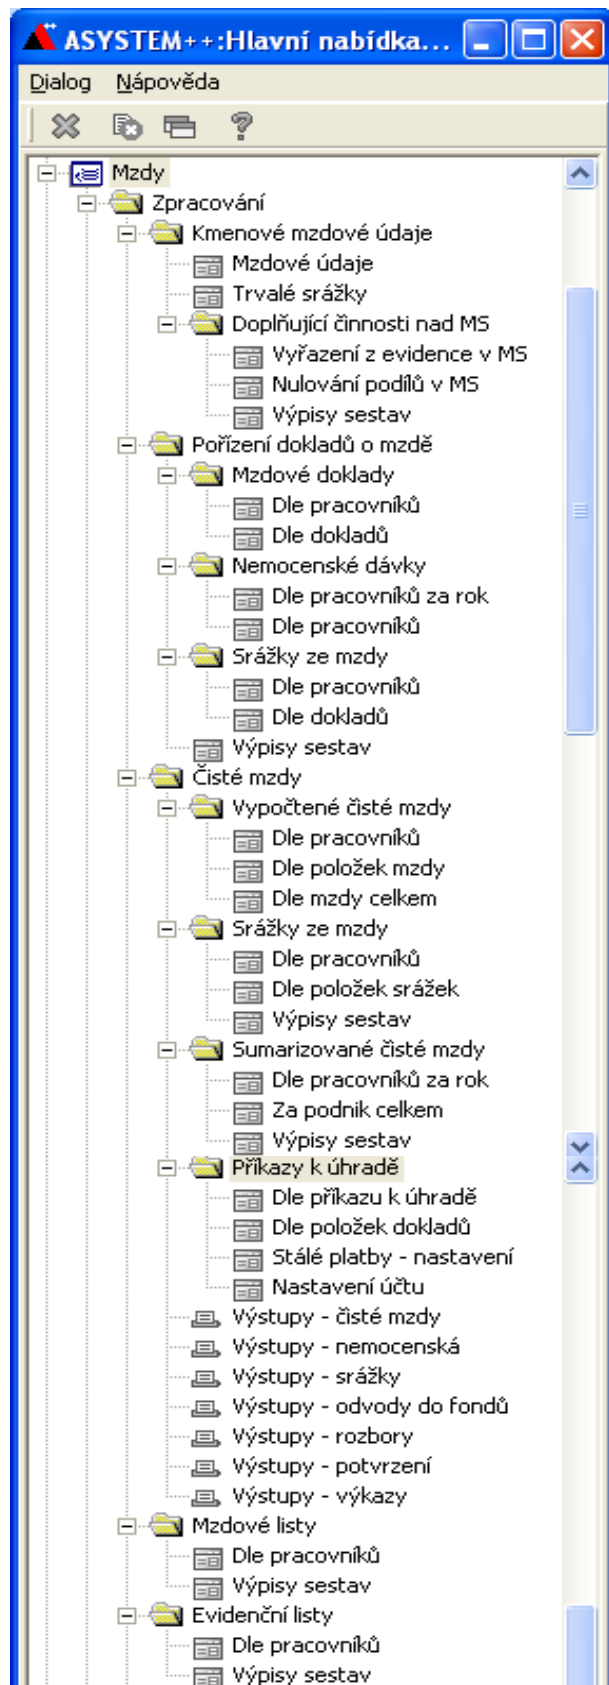 ASYSTEM++:Hlavní nabídka...
Dialog Nápověda
Mzdy
Zpracování
Kmenové mzdové údaje
Mzdové údaje
Trvalé srážky
Doplňující činnosti nad MS
Vyřazení z evidence v MS
Nulování podílů v MS
Výpisy sestav
Pořízení dokladů o mzdě
Mzdové doklady
Dle pracovníků
Dle dokladů
Nemocenské dávky
Dle pracovníků za rok
Dle pracovníků
Srážky ze mzdy
Dle pracovníků
Dle dokladů
Výpisy sestav
Čisté mzdy
Vypočtené čisté mzdy
Dle pracovníků
Dle položek mzdy
Dle mzdy celkem
Srážky ze mzdy
Dle pracovníků
Dle položek srážek
Výpisy sestav
Sumarizované čisté mzdy
Dle pracovníků za rok
Za podnik celkem
Výpisy sestav
Příkazy k úhradě
Dle příkazu k úhradě
Dle položek dokladů
Stálé platby - nastavení
Nastavení účtu
Výstupy - čisté mzdy
Výstupy - nemocenská
Výstupy - srážky
Výstupy - odvody do fondů
Výstupy - rozbory
Výstupy - potvrzení
Výstupy - výkazy
Mzdové listy
Dle pracovníků
Výpisy sestav
Evidenční listy
Dle pracovníků
Výpisy sestav